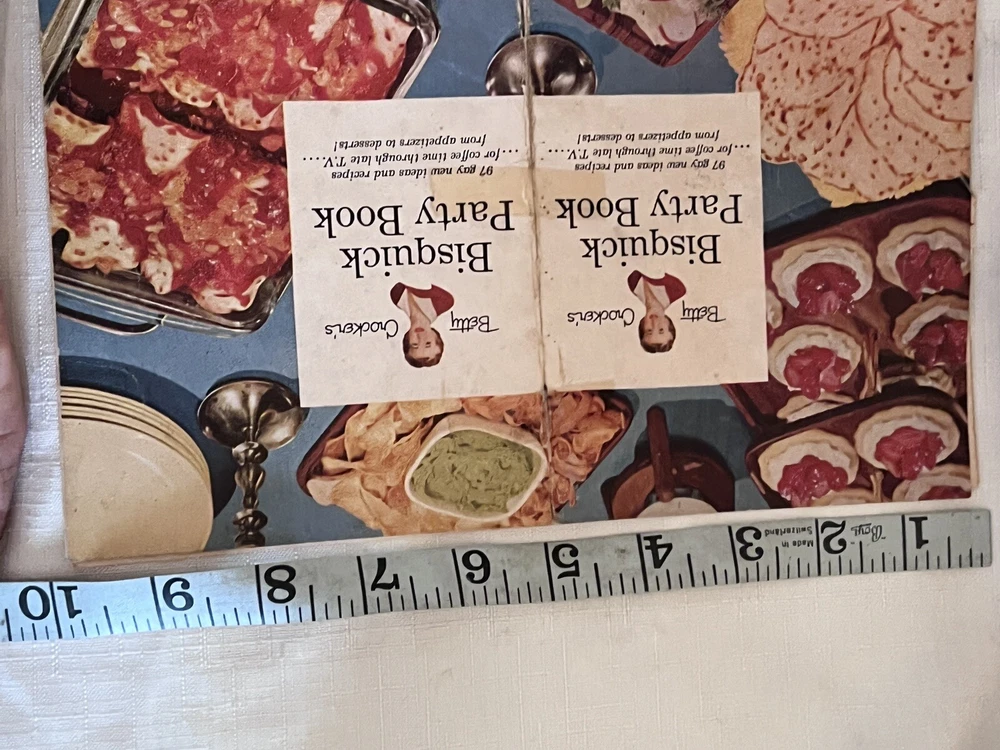 Betty
Crocker's
Bisquick
Party Book
97 gay new ideas and recipes
....for coffee time through late T.V....
from appetizers to desserts!
Betty
Crocker's
Bisquick
Party Book
97 gay new ideas and recipes
....for coffee time through late T.V....
from appetizers to desserts!
1 2 3 4 5 6 7 8 9 10
Boye
Made in
Switzerland